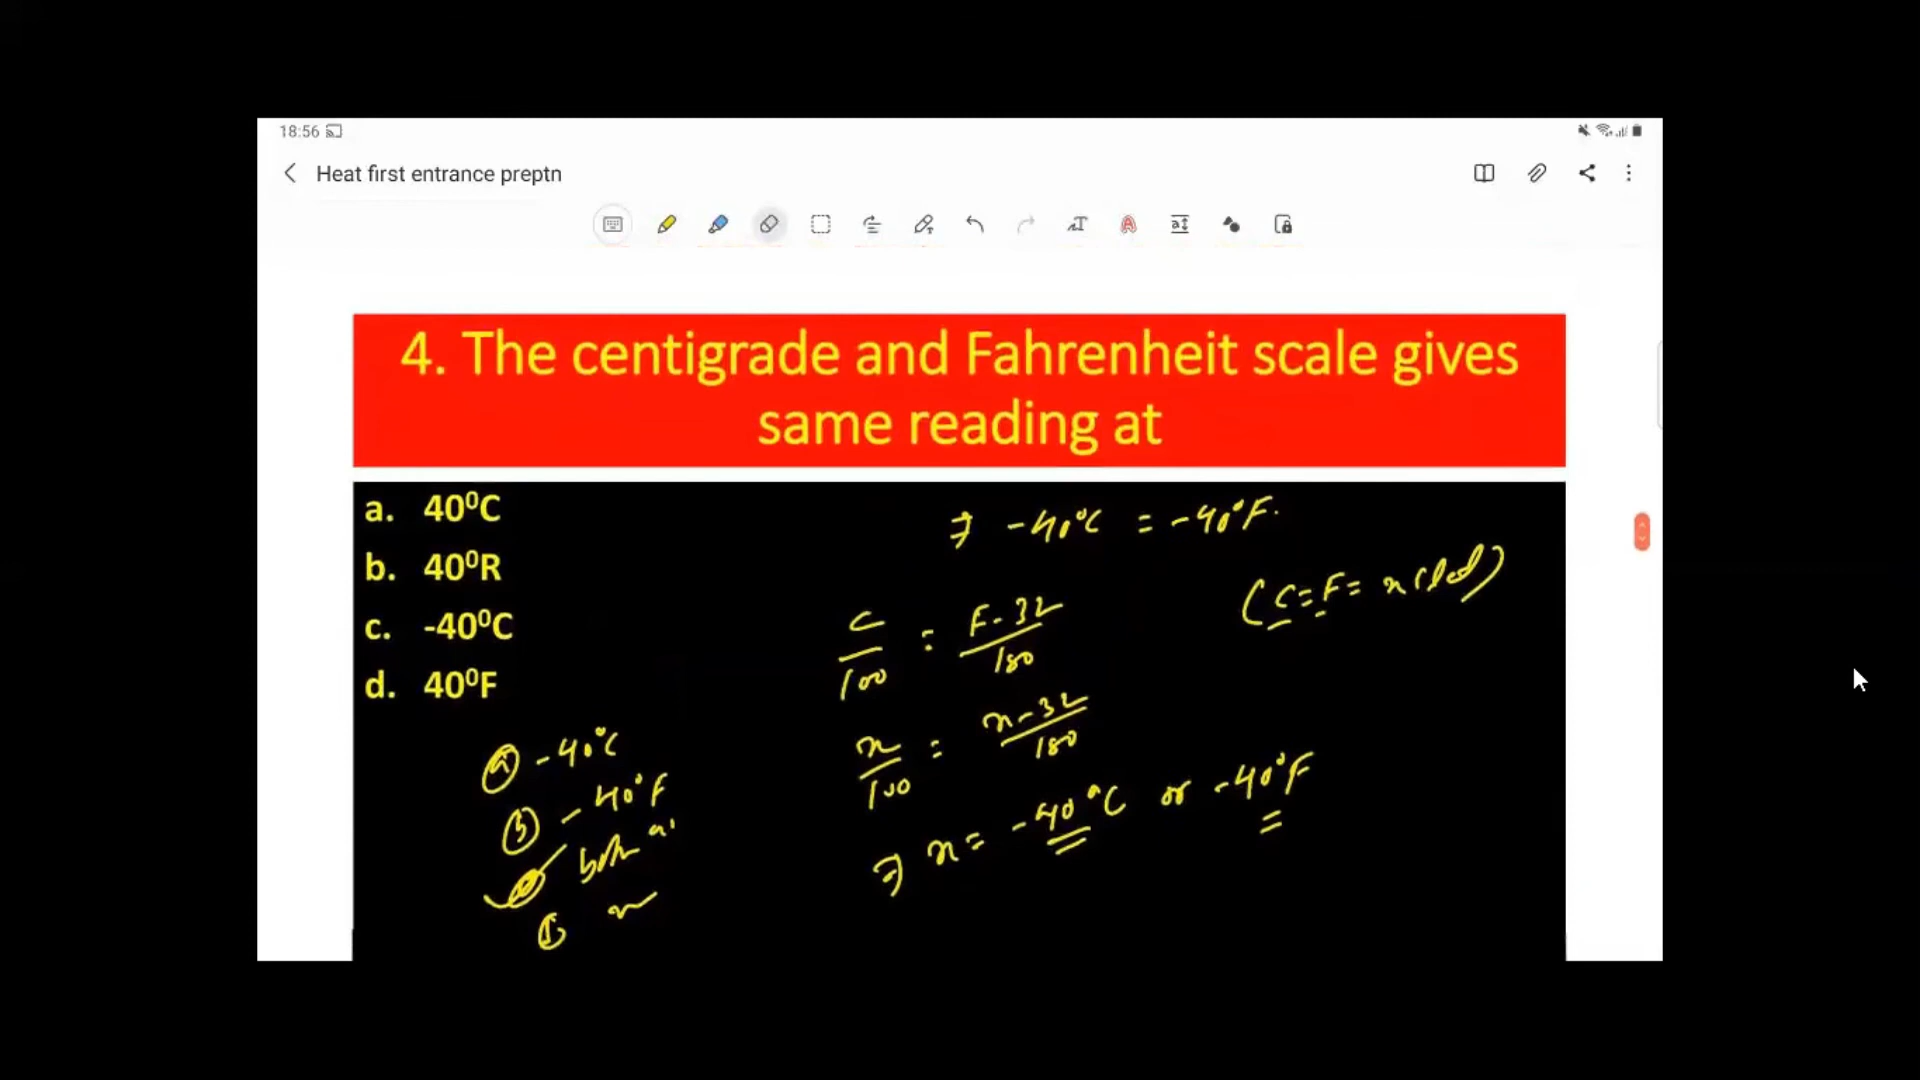 18:56
Heat first entrance preptn
4. The centigrade and Fahrenheit scale gives
same reading at
a. 40⁰C
b. 40⁰R
c. -40⁰C
d. 40⁰F
⇒ -40°C = -40°F.
(C=F= x (let)
C/100 = F-32/180
x/100 = x-32/180
⇒ x = -40°C or -40°F
a -40°C
b -40°F
both a